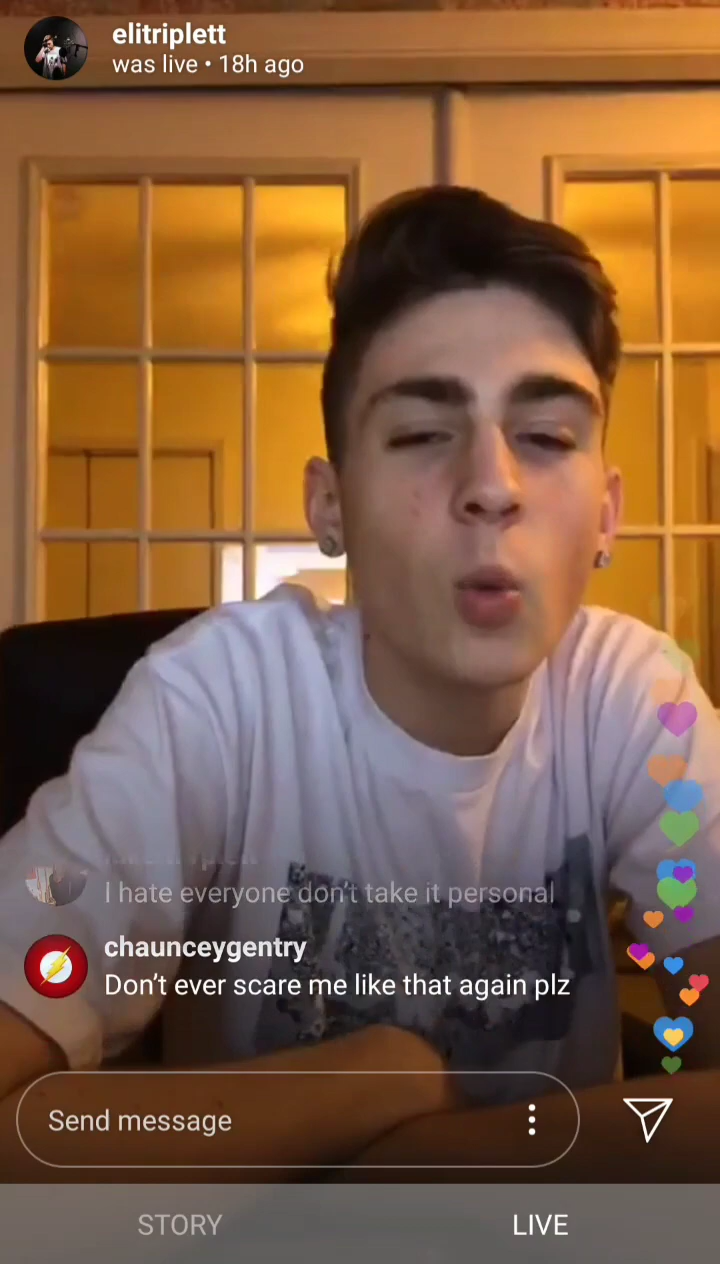 elitriplett
was live • 18h ago
I hate everyone don't take it personal
chaunceygentry
Don't ever scare me like that again plz
Send message
STORY
LIVE